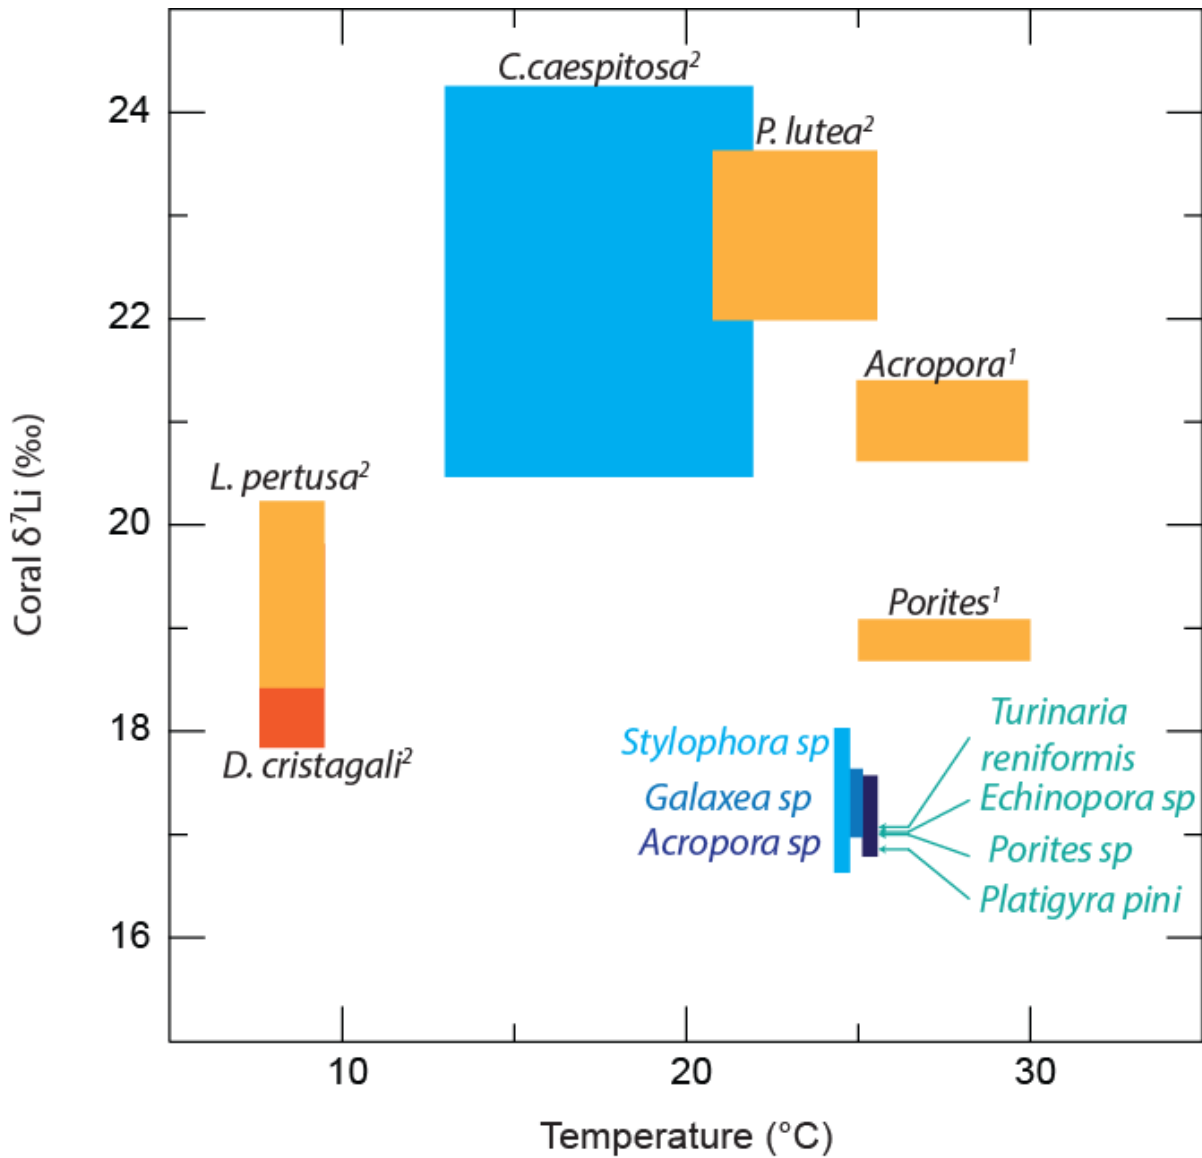 C.caespitosa²
24
P. lutea²
22
Acropora¹
Coral δ⁷Li (‰)
L. pertusa²
20
Porites¹
18
Turinaria
reniformis
Stylophora sp
D. cristagali²
Galaxea sp
Echinopora sp
Acropora sp
Porites sp
Platigyra pini
16
10
20
30
Temperature (°C)